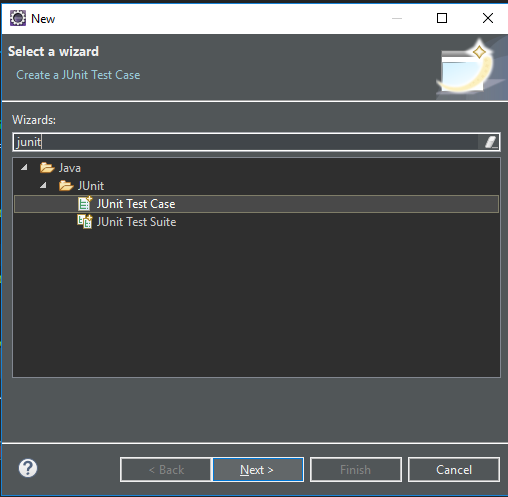 New
Select a wizard
Create a JUnit Test Case
Wizards:
junit
Java
JUnit
JUnit Test Case
JUnit Test Suite
?
< Back Next > Finish Cancel